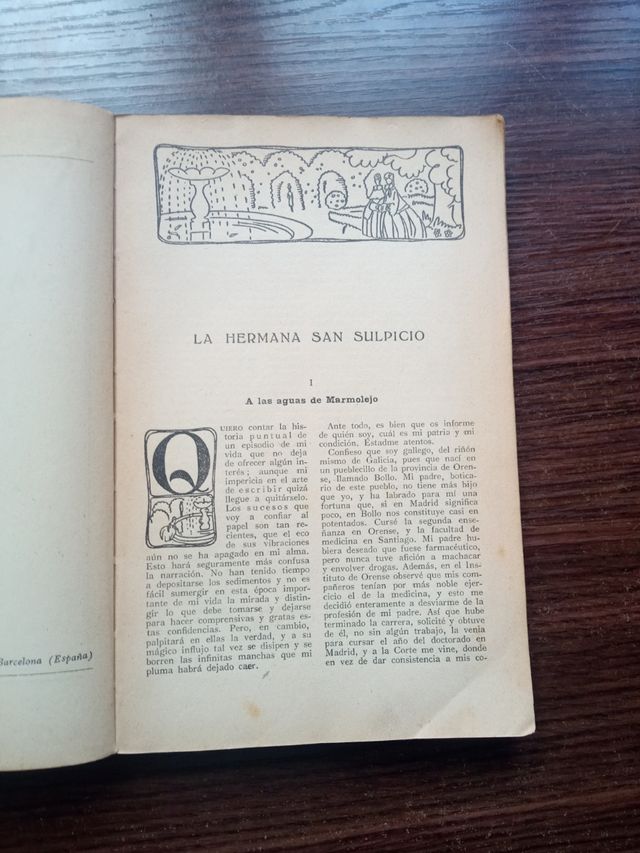 Barcelona (España)
LA HERMANA SAN SULPICIO
I
A las aguas de Marmolejo
QUIERO contar la his-
toria puntual de
un episodio de mi
vida que no deja
de ofrecer algún in-
terés; aunque mi
impericia en el arte
de escribir quizá
llegue a quitárselo.
Los sucesos que
voy a confiar al
papel son tan re-
cientes, que el eco
de sus vibraciones
aún no se ha apagado en mi alma.
Esto hará seguramente más confusa
la narración. No han tenido tiempo
a depositarse los sedimentos y no es
fácil sumergir en esta época impor-
tante de mi vida la mirada y distin-
gir lo que debe tomarse y dejarse
para hacer comprensivas y gratas es-
tas confidencias. Pero, en cambio,
palpitará en ellas la verdad, y a su
mágico influjo tal vez se disipen y se
borren las infinitas manchas que mi
pluma habrá dejado caer.
Ante todo, es bien que os informe
de quién soy, cuál es mi patria y mi
condición. Estadme atentos.
Confieso que soy gallego, del riñón
mismo de Galicia, pues que nací en
un pueblecillo de la provincia de Oren-
se, llamado Bollo. Mi padre, botica-
rio de este pueblo, no tiene más hijo
que yo, y ha labrado para mí una
fortuna que, si en Madrid significa
poco, en Bollo nos constituye casi en
potentados. Cursé la segunda ense-
ñanza en Orense, y la facultad de
medicina en Santiago. Mi padre hu-
biera deseado que fuese farmacéutico,
pero nunca tuve afición a machacar
y envolver drogas. Además, en el Ins-
tituto de Orense observé que mis com-
pañeros tenían por más noble ejer-
cicio el de la medicina, y esto me
decidió enteramente a desviarme de la
profesión de mi padre. Así que hube
terminado la carrera, solicité y obtuve
de él, no sin algún trabajo, la venia
para cursar el año del doctorado en
Madrid, y a la Corte me vine, donde
en vez de dar consistencia a mis co-